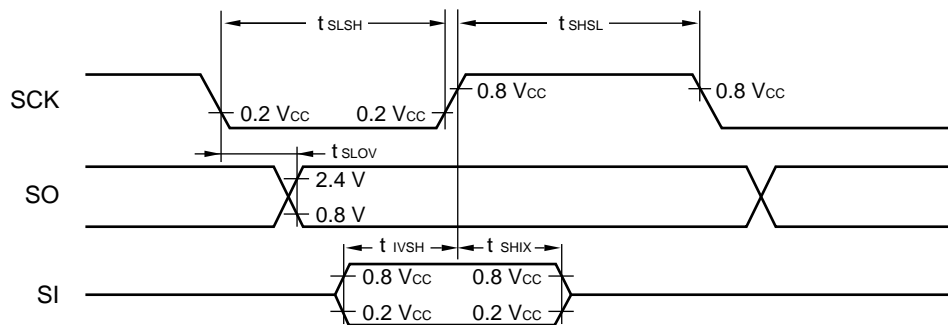 t SLSH t SHSL
SCK 0.2 VCC 0.2 VCC 0.8 VCC 0.8 VCC
t SLOV
SO 2.4 V
0.8 V
t IVSH t SHIX
0.8 VCC 0.8 VCC
SI
0.2 VCC 0.2 VCC